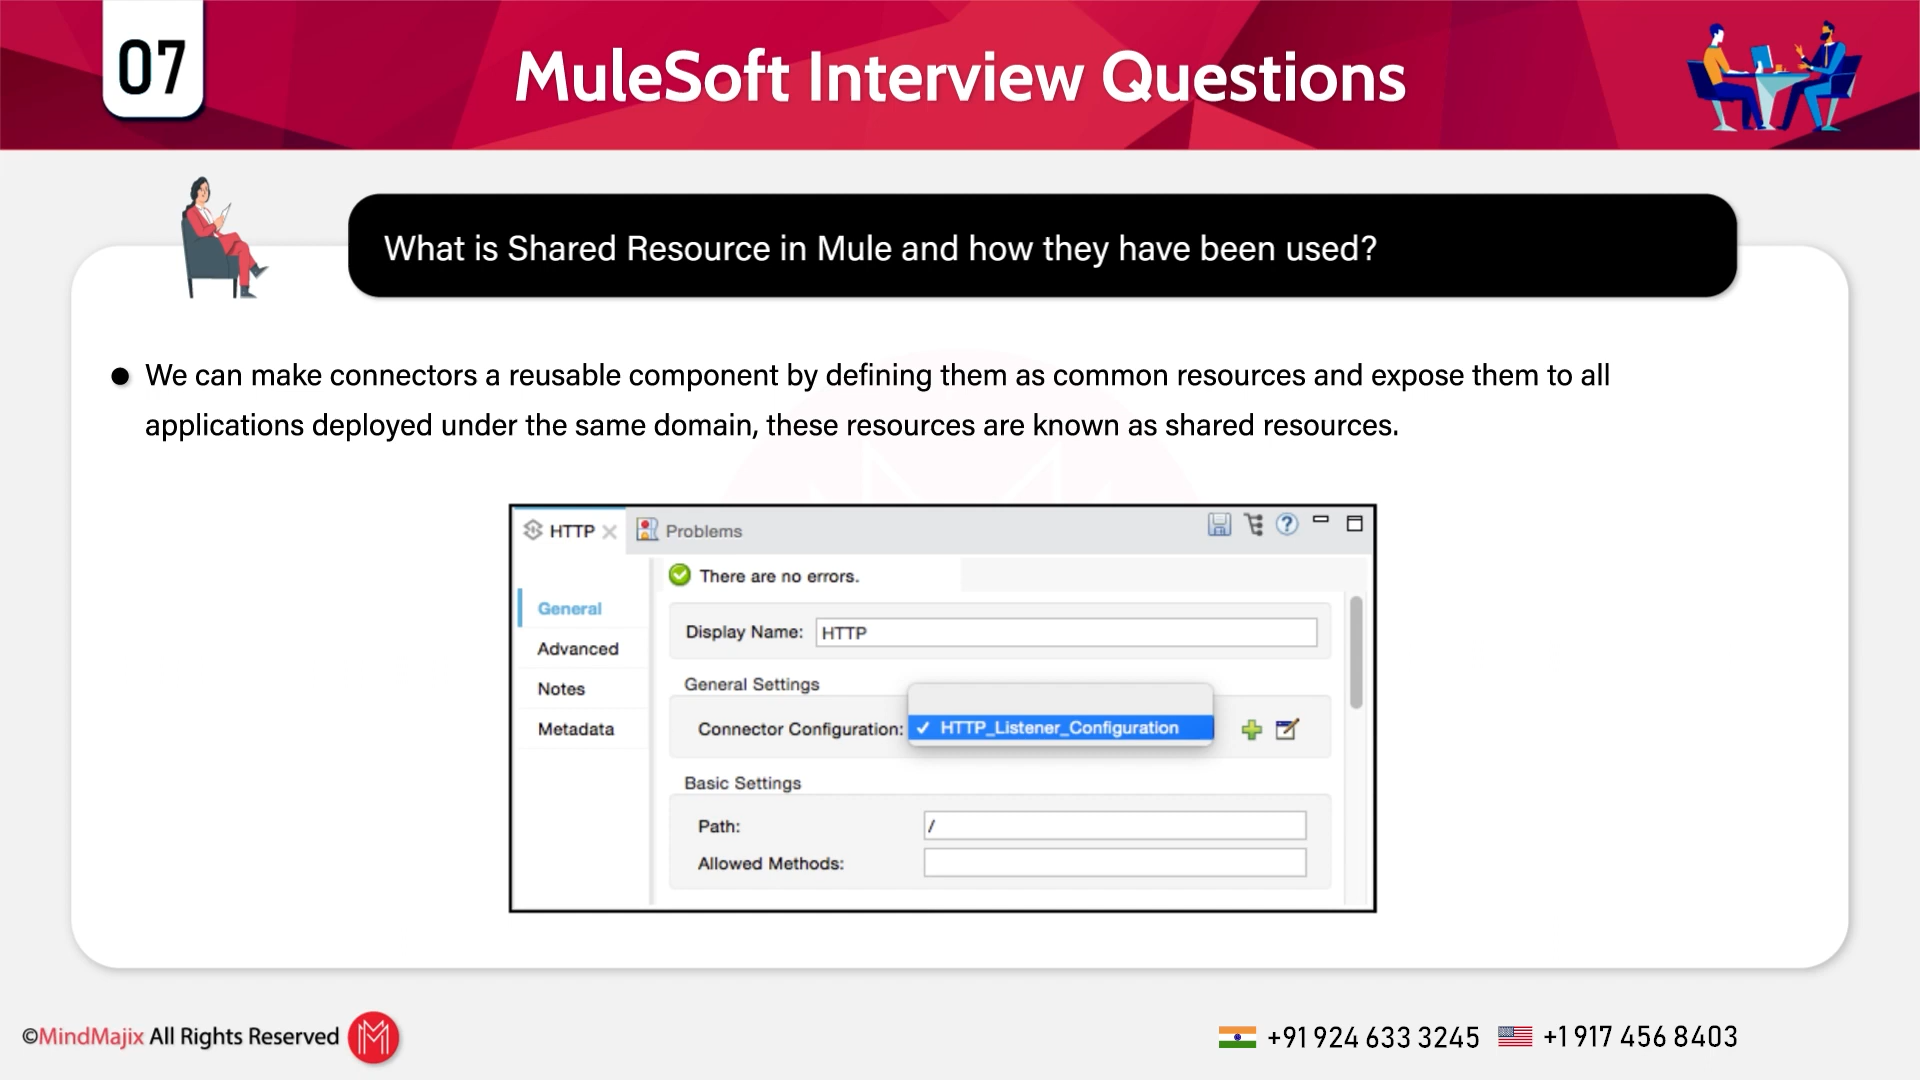 07
MuleSoft Interview Questions
What is Shared Resource in Mule and how they have been used?
● We can make connectors a reusable component by defining them as common resources and expose them to all
applications deployed under the same domain, these resources are known as shared resources.
HTTP Problems
There are no errors.
General
Advanced
Notes
Metadata
Display Name: HTTP
General Settings
Connector Configuration: ✓ HTTP_Listener_Configuration
Basic Settings
Path: /
Allowed Methods:
©MindMajix All Rights Reserved
+91 924 633 3245 +1 917 456 8403